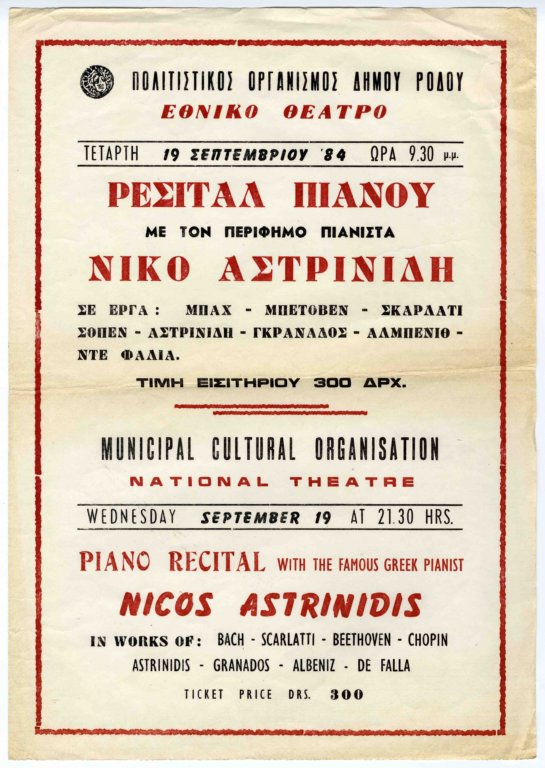 ΠΟΛΙΤΙΣΤΙΚΟΣ ΟΡΓΑΝΙΣΜΟΣ ΔΗΜΟΥ ΡΟΔΟΥ
ΕΘΝΙΚΟ ΘΕΑΤΡΟ
ΤΕΤΑΡΤΗ 19 ΣΕΠΤΕΜΒΡΙΟΥ '84 ΩΡΑ 9.30 μ.μ.
ΡΕΣΙΤΑΛ ΠΙΑΝΟΥ
ΜΕ ΤΟΝ ΠΕΡΙΦΗΜΟ ΠΙΑΝΙΣΤΑ
ΝΙΚΟ ΑΣΤΡΙΝΙΔΗ
ΣΕ ΕΡΓΑ : ΜΠΑΧ - ΜΠΕΤΟΒΕΝ - ΣΚΑΡΛΑΤΙ
ΣΟΠΕΝ - ΑΣΤΡΙΝΙΔΗ - ΓΚΡΑΝΑΔΟΣ - ΑΛΜΠΕΝΙΘ -
ΝΤΕ ΦΑΛΙΑ.
ΤΙΜΗ ΕΙΣΙΤΗΡΙΟΥ 300 ΔΡΧ.
MUNICIPAL CULTURAL ORGANISATION
NATIONAL THEATRE
WEDNESDAY SEPTEMBER 19 AT 21.30 HRS.
PIANO RECITAL WITH THE FAMOUS GREEK PIANIST
NICOS ASTRINIDIS
IN WORKS OF: BACH - SCARLATTI - BEETHOVEN - CHOPIN
ASTRINIDIS - GRANADOS - ALBENIZ - DE FALLA
TICKET PRICE DRS. 300